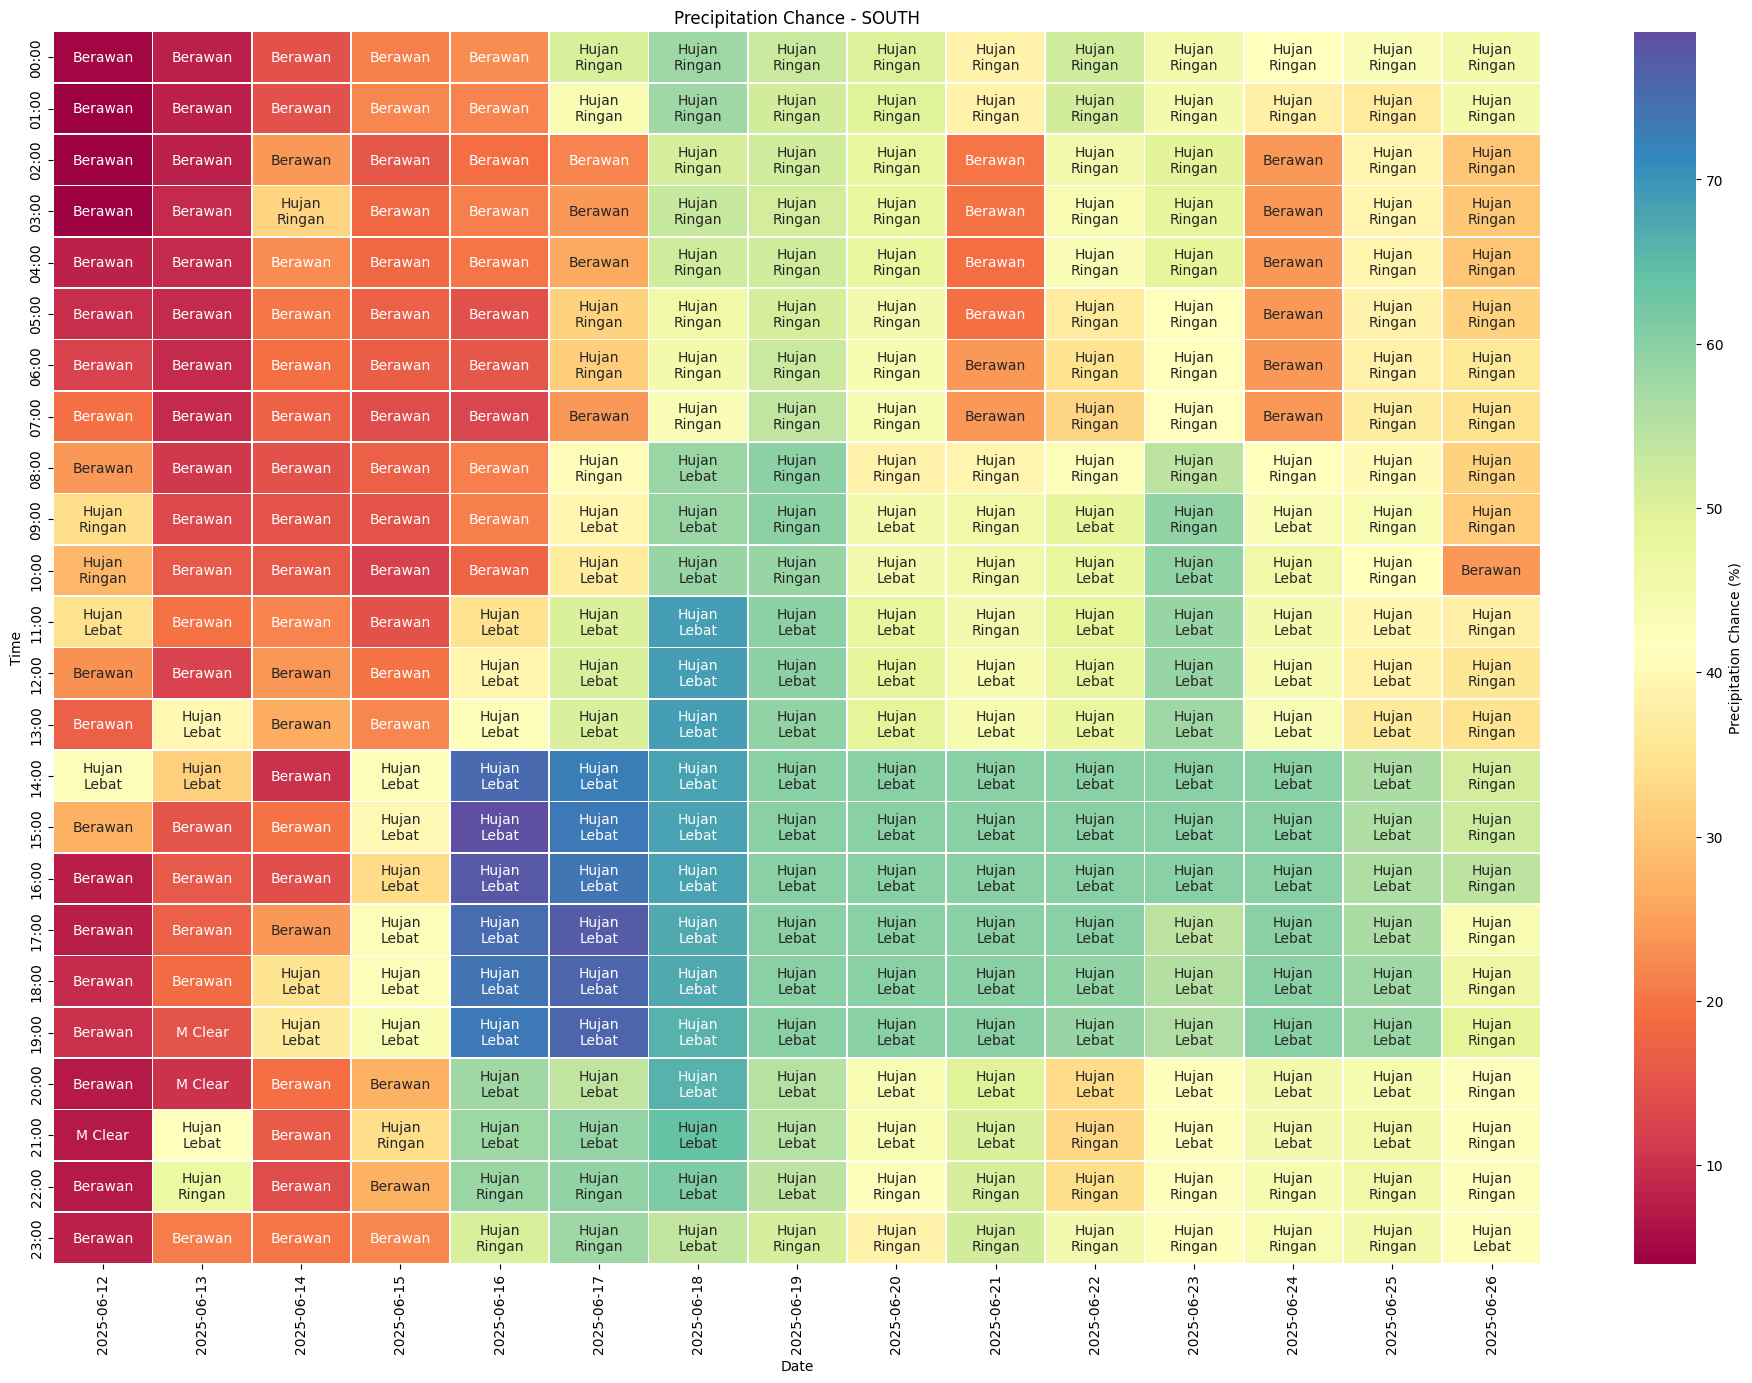 Precipitation Chance - SOUTH
00:00 Berawan Berawan Berawan Berawan Berawan Hujan Ringan Hujan Ringan Hujan Ringan Hujan Ringan Hujan Ringan Hujan Ringan Hujan Ringan Hujan Ringan Hujan Ringan Hujan Ringan
01:00 Berawan Berawan Berawan Berawan Berawan Hujan Ringan Hujan Ringan Hujan Ringan Hujan Ringan Hujan Ringan Hujan Ringan Hujan Ringan Hujan Ringan Hujan Ringan Hujan Ringan
02:00 Berawan Berawan Berawan Berawan Berawan Berawan Hujan Ringan Hujan Ringan Hujan Ringan Berawan Hujan Ringan Hujan Ringan Berawan Hujan Ringan Hujan Ringan
03:00 Berawan Berawan Hujan Ringan Berawan Berawan Berawan Hujan Ringan Hujan Ringan Hujan Ringan Berawan Hujan Ringan Hujan Ringan Berawan Hujan Ringan Hujan Ringan
04:00 Berawan Berawan Berawan Berawan Berawan Berawan Hujan Ringan Hujan Ringan Hujan Ringan Berawan Hujan Ringan Hujan Ringan Berawan Hujan Ringan Hujan Ringan
05:00 Berawan Berawan Berawan Berawan Berawan Hujan Ringan Hujan Ringan Hujan Ringan Hujan Ringan Berawan Hujan Ringan Hujan Ringan Berawan Hujan Ringan Hujan Ringan
06:00 Berawan Berawan Berawan Berawan Berawan Hujan Ringan Hujan Ringan Hujan Ringan Hujan Ringan Berawan Hujan Ringan Hujan Ringan Berawan Hujan Ringan Hujan Ringan
07:00 Berawan Berawan Berawan Berawan Berawan Berawan Hujan Ringan Hujan Ringan Hujan Ringan Berawan Hujan Ringan Hujan Ringan Berawan Hujan Ringan Hujan Ringan
08:00 Berawan Berawan Berawan Berawan Berawan Hujan Ringan Hujan Lebat Hujan Ringan Hujan Ringan Hujan Ringan Hujan Ringan Hujan Ringan Hujan Ringan Hujan Ringan Hujan Ringan
09:00 Hujan Ringan Berawan Berawan Berawan Berawan Hujan Lebat Hujan Lebat Hujan Ringan Hujan Lebat Hujan Ringan Hujan Lebat Hujan Ringan Hujan Lebat Hujan Ringan Hujan Ringan
10:00 Hujan Ringan Berawan Berawan Berawan Berawan Hujan Lebat Hujan Lebat Hujan Ringan Hujan Lebat Hujan Ringan Hujan Lebat Hujan Lebat Hujan Lebat Hujan Ringan Berawan
11:00 Hujan Lebat Berawan Berawan Berawan Hujan Lebat Hujan Lebat Hujan Lebat Hujan Lebat Hujan Lebat Hujan Ringan Hujan Lebat Hujan Lebat Hujan Lebat Hujan Lebat Hujan Ringan
12:00 Berawan Berawan Berawan Berawan Hujan Lebat Hujan Lebat Hujan Lebat Hujan Lebat Hujan Lebat Hujan Lebat Hujan Lebat Hujan Lebat Hujan Lebat Hujan Lebat Hujan Ringan
13:00 Berawan Hujan Lebat Berawan Berawan Hujan Lebat Hujan Lebat Hujan Lebat Hujan Lebat Hujan Lebat Hujan Lebat Hujan Lebat Hujan Lebat Hujan Lebat Hujan Lebat Hujan Ringan
14:00 Hujan Lebat Hujan Lebat Berawan Hujan Lebat Hujan Lebat Hujan Lebat Hujan Lebat Hujan Lebat Hujan Lebat Hujan Lebat Hujan Lebat Hujan Lebat Hujan Lebat Hujan Lebat Hujan Ringan
15:00 Berawan Berawan Berawan Hujan Lebat Hujan Lebat Hujan Lebat Hujan Lebat Hujan Lebat Hujan Lebat Hujan Lebat Hujan Lebat Hujan Lebat Hujan Lebat Hujan Lebat Hujan Ringan
16:00 Berawan Berawan Berawan Hujan Lebat Hujan Lebat Hujan Lebat Hujan Lebat Hujan Lebat Hujan Lebat Hujan Lebat Hujan Lebat Hujan Lebat Hujan Lebat Hujan Lebat Hujan Ringan
17:00 Berawan Berawan Berawan Hujan Lebat Hujan Lebat Hujan Lebat Hujan Lebat Hujan Lebat Hujan Lebat Hujan Lebat Hujan Lebat Hujan Lebat Hujan Lebat Hujan Lebat Hujan Ringan
18:00 Berawan Berawan Hujan Lebat Hujan Lebat Hujan Lebat Hujan Lebat Hujan Lebat Hujan Lebat Hujan Lebat Hujan Lebat Hujan Lebat Hujan Lebat Hujan Lebat Hujan Lebat Hujan Ringan
19:00 Berawan M Clear Hujan Lebat Hujan Lebat Hujan Lebat Hujan Lebat Hujan Lebat Hujan Lebat Hujan Lebat Hujan Lebat Hujan Lebat Hujan Lebat Hujan Lebat Hujan Lebat Hujan Ringan
20:00 Berawan M Clear Berawan Berawan Hujan Lebat Hujan Lebat Hujan Lebat Hujan Lebat Hujan Lebat Hujan Lebat Hujan Lebat Hujan Lebat Hujan Lebat Hujan Lebat Hujan Ringan
21:00 M Clear Hujan Lebat Berawan Hujan Ringan Hujan Lebat Hujan Lebat Hujan Lebat Hujan Lebat Hujan Lebat Hujan Lebat Hujan Ringan Hujan Lebat Hujan Lebat Hujan Lebat Hujan Ringan
22:00 Berawan Hujan Ringan Berawan Berawan Hujan Ringan Hujan Ringan Hujan Lebat Hujan Lebat Hujan Ringan Hujan Ringan Hujan Ringan Hujan Ringan Hujan Ringan Hujan Ringan Hujan Ringan
23:00 Berawan Berawan Berawan Berawan Hujan Ringan Hujan Ringan Hujan Lebat Hujan Ringan Hujan Ringan Hujan Ringan Hujan Ringan Hujan Ringan Hujan Ringan Hujan Ringan Hujan Lebat
Time
2025-06-12 2025-06-13 2025-06-14 2025-06-15 2025-06-16 2025-06-17 2025-06-18 2025-06-19 2025-06-20 2025-06-21 2025-06-22 2025-06-23 2025-06-24 2025-06-25 2025-06-26
Date
70
60
50
40
30
20
10
Precipitation Chance (%)